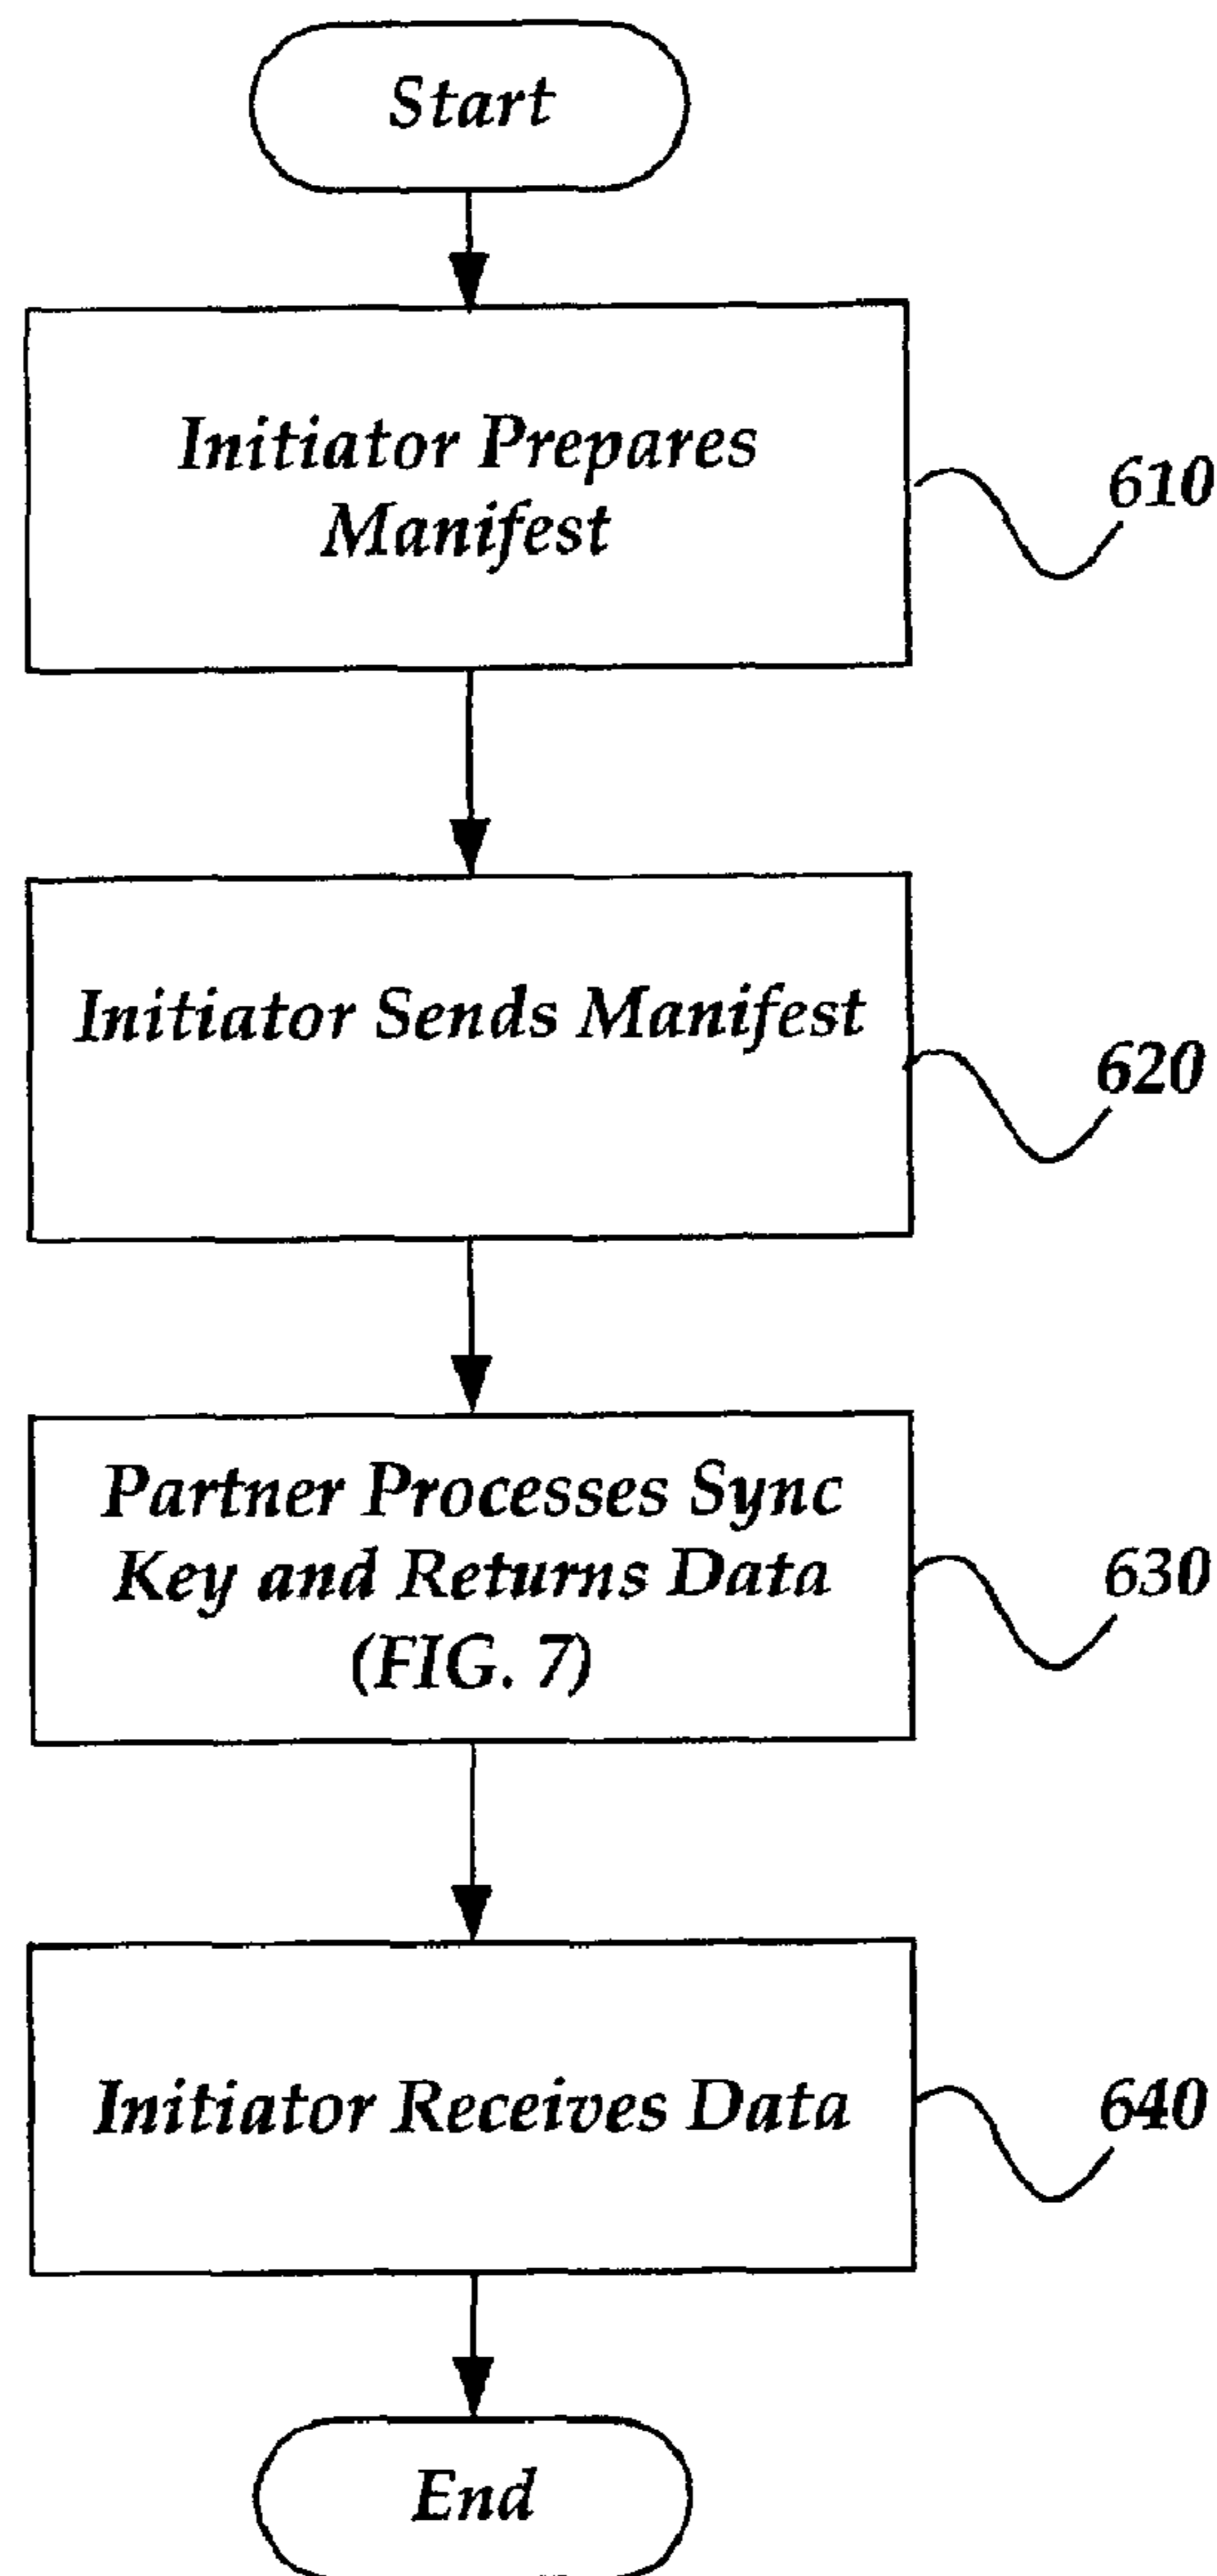 Start
Initiator Prepares
Manifest
610
Initiator Sends Manifest
620
Partner Processes Sync
Key and Returns Data
(FIG. 7)
630
Initiator Receives Data
640
End